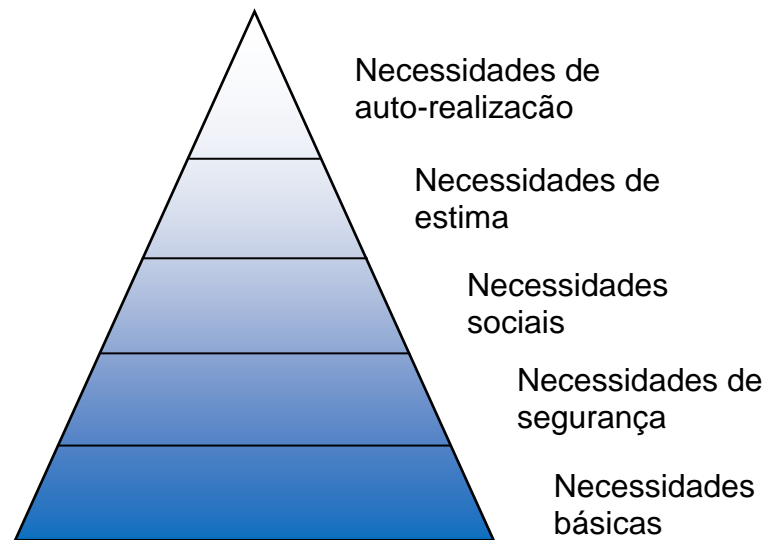 Necessidades de
auto-realizacão
Necessidades de
estima
Necessidades
sociais
Necessidades de
segurança
Necessidades
básicas